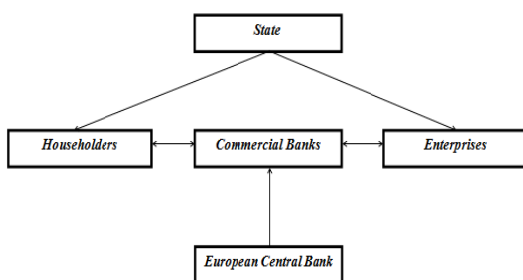 State
Householders
Commercial Banks
Enterprises
European Central Bank